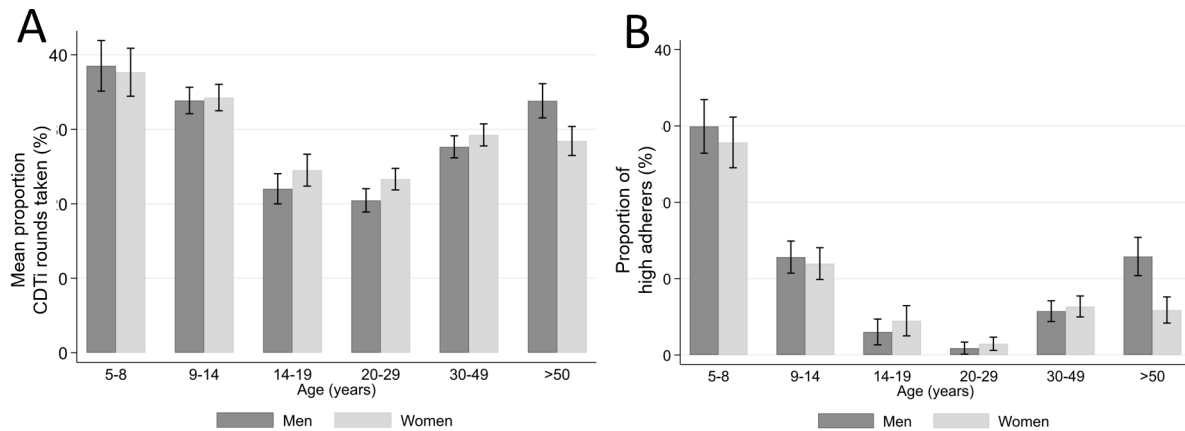 A
Mean proportion
CDTi rounds taken (%)
40
0
20
0
0
5-8 9-14 14-19 20-29 30-49 >50
Age (years)
Men Women
B
Proportion of
high adherers (%)
40
0
20
0
0
5-8 9-14 14-19 20-29 30-49 >50
Age (years)
Men Women